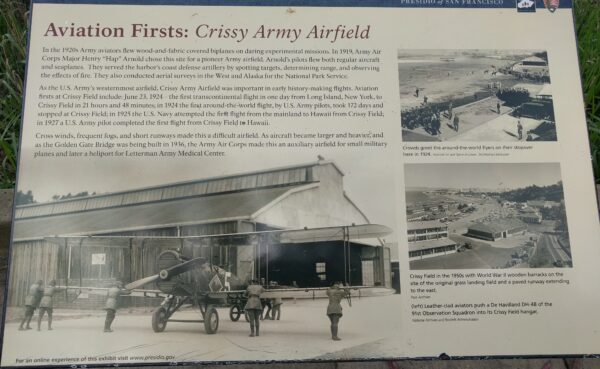 PRESIDIO OF SAN FRANCISCO
Aviation Firsts: Crissy Army Airfield
In the 1920s Army aviators flew wood-and-fabric covered biplanes on daring experimental missions. In 1919, Army Air
Corps Major Henry "Hap" Arnold chose this site for a pioneer Army airfield. Arnold's pilots flew both regular aircraft
and seaplanes. They served the harbor's coast defense artillery by spotting targets, determining range, and observing
the effects of fire. They also conducted aerial surveys in the West and Alaska for the National Park Service.
As the U.S. Army's westernmost airfield, Crissy Army Airfield was important in early history-making flights. Aviation
firsts at Crissy Field include: June 23, 1924 – the first transcontinental flight in one day from Long Island, New York, to
Crissy Field in 21 hours and 48 minutes; in 1924 the first around-the-world flight, by U.S. Army pilots, took 172 days and
stopped at Crissy Field; in 1925 the U.S. Navy attempted the first flight from the mainland to Hawaii from Crissy Field;
in 1927 a U.S. Army pilot completed the first flight from Crissy Field to Hawaii.
Cross winds, frequent fogs, and short runways made this a difficult airfield. As aircraft became larger and heavier, and
as the Golden Gate Bridge was being built in 1936, the Army Air Corps made this an auxiliary airfield for small military
planes and later a heliport for Letterman Army Medical Center.
Crowds greet the around-the-world flyers on their stopover
here in 1924.
Crissy Field in the 1950s with World War II wooden barracks on the
site of the original grass landing field and a paved runway extending
to the east.
(left) Leather-clad aviators push a De Havilland DH-4B of the
91st Observation Squadron into its Crissy Field hangar.
For an online experience of this exhibit visit www.presidio.gov